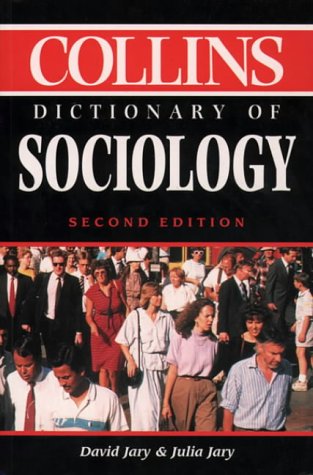 COLLINS
DICTIONARY OF
SOCIOLOGY
SECOND EDITION
David Jary & Julia Jary